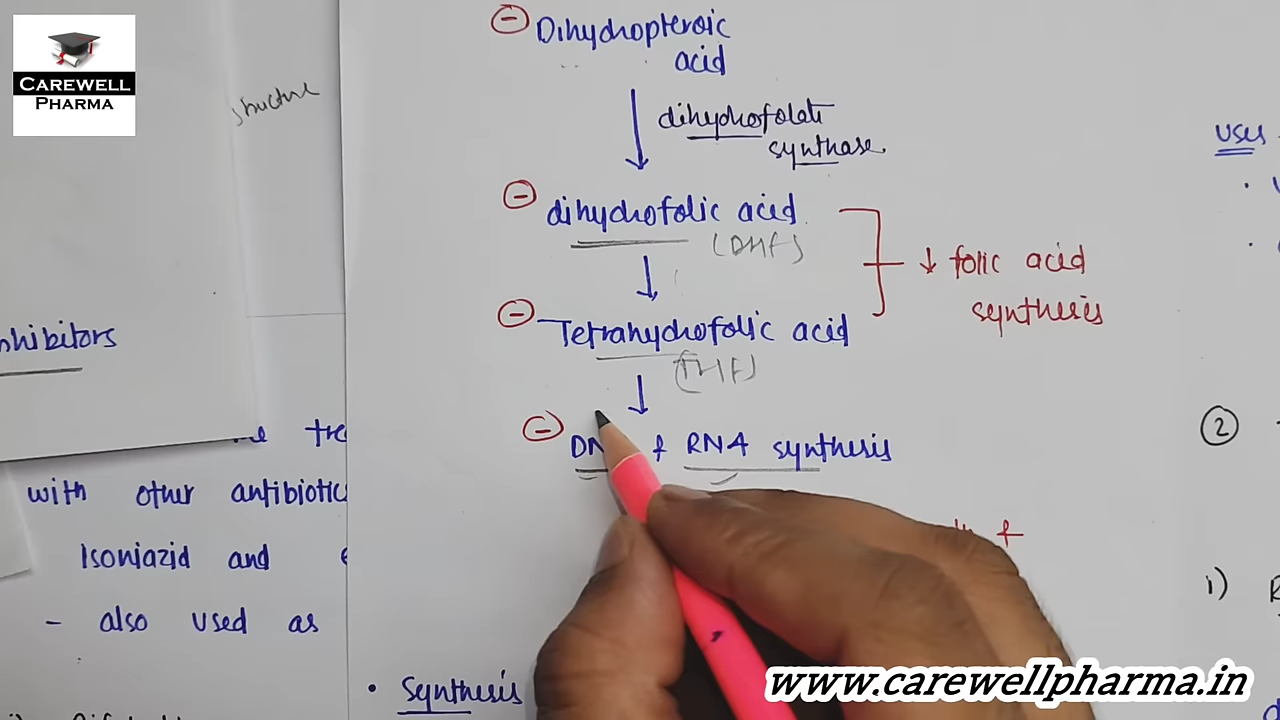 CAREWELL
PHARMA
structure
Dihydropteroic
acid
dihydrofolate
synthase
dihydrofolic acid
(DHF)
↓ folic acid
synthesis
Tetrahydrofolic acid
(THF)
& RNA synthesis
nhibitors
with other antibiotic
Isoniazid and
- also used as
• Synthesis
uses
2
i)
www.carewellpharma.in